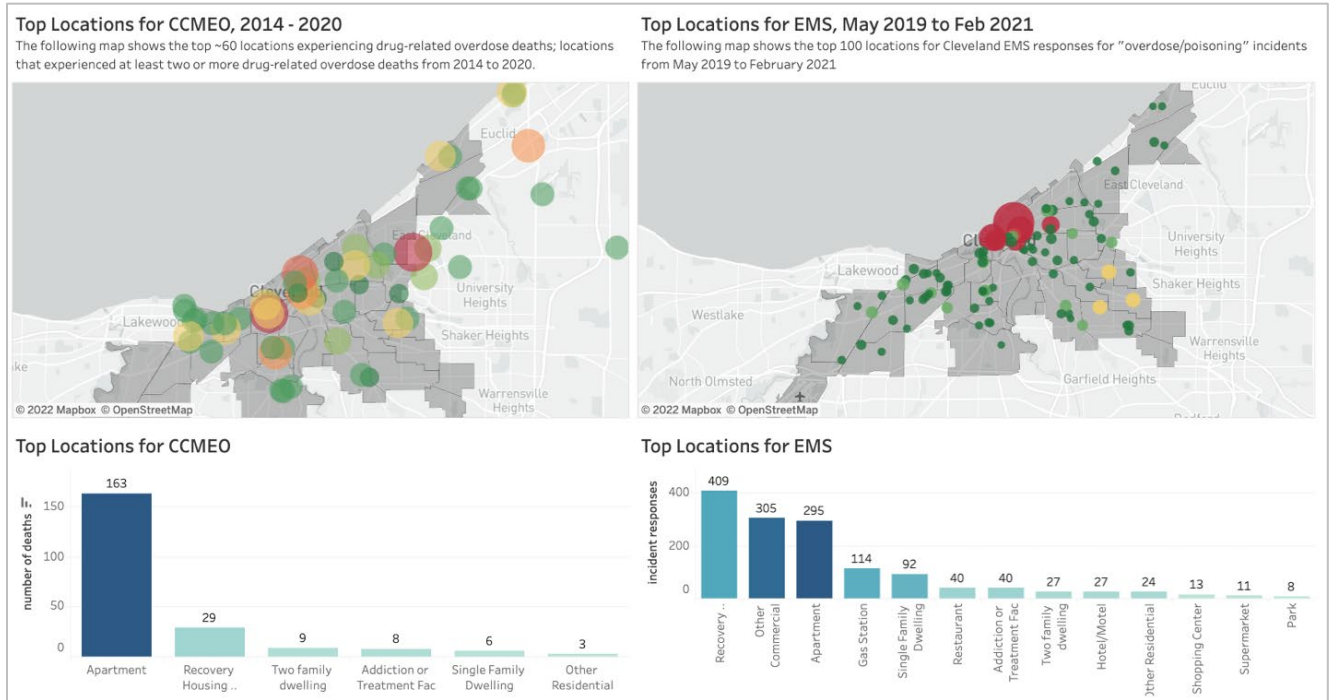 Top Locations for CCMEO, 2014 - 2020
The following map shows the top ~60 locations experiencing drug-related overdose deaths; locations
that experienced at least two or more drug-related overdose deaths from 2014 to 2020.
Euclid
East Cleveland
Cleveland
University
Heights
Lakewood
Shaker Heights
ke
Warrensville
Heights
© 2022 Mapbox © OpenStreetMap
Top Locations for EMS, May 2019 to Feb 2021
The following map shows the top 100 locations for Cleveland EMS responses for "overdose/poisoning" incidents
from May 2019 to February 2021
Euclid
East Cleveland
University
Heights
Lakewood
Shaker Heights
Westlake
Warrensville
Heights
North Olmsted
Garfield Heights
© 2022 Mapbox © OpenStreetMap
Top Locations for CCMEO
number of deaths
150
100
50
0
163
29
9
8
6
3
Apartment
Recovery
Housing ..
Two family
dwelling
Addiction or
Treatment Fac
Single Family
Dwelling
Other
Residential
Top Locations for EMS
incident responses
400
200
0
409
305
295
114
92
40
40
27
27
24
13
11
8
Recovery ..
Other
Commercial
Apartment
Gas Station
Single Family
Dwelling
Restaurant
Addiction or
Treatment Fac
Two family
dwelling
Hotel/Motel
Other Residential
Shopping Center
Supermarket
Park